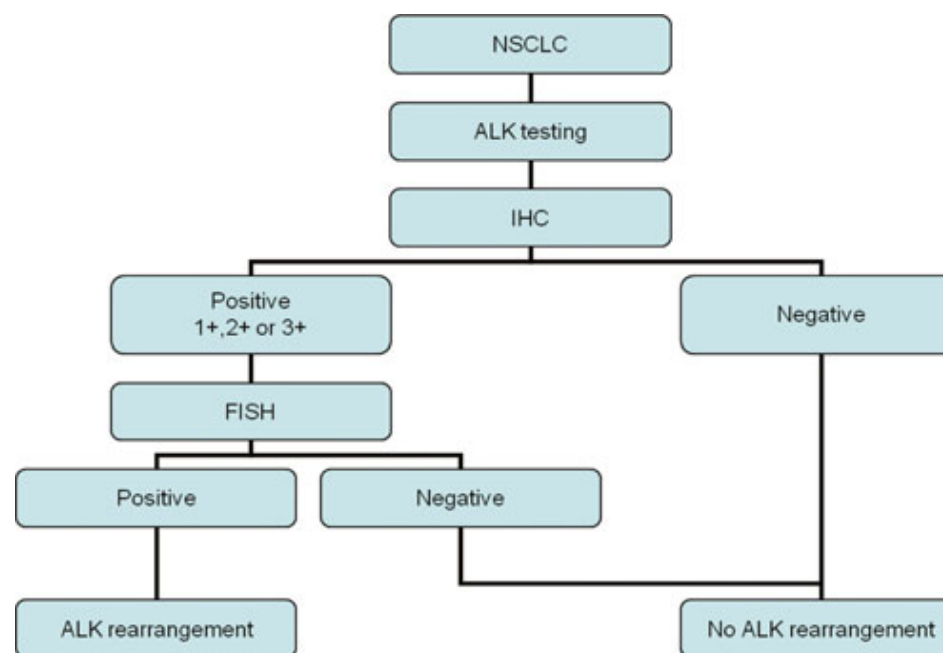 NSCLC
ALK testing
IHC
Positive
1+,2+ or 3+
Negative
FISH
Positive
Negative
ALK rearrangement
No ALK rearrangement